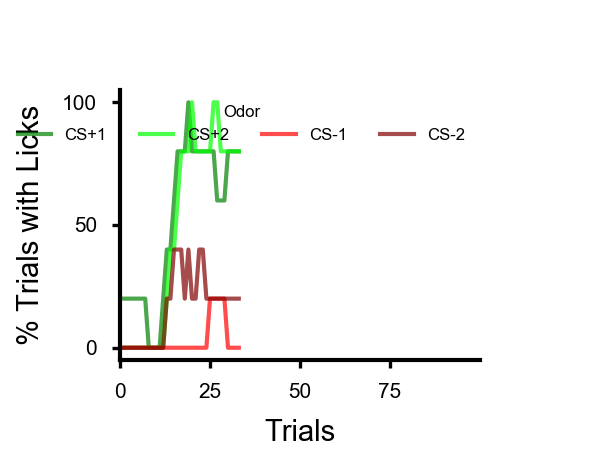 Odor
CS+1 CS+2 CS-1 CS-2
% Trials with Licks
100
50
0
0 25 50 75
Trials